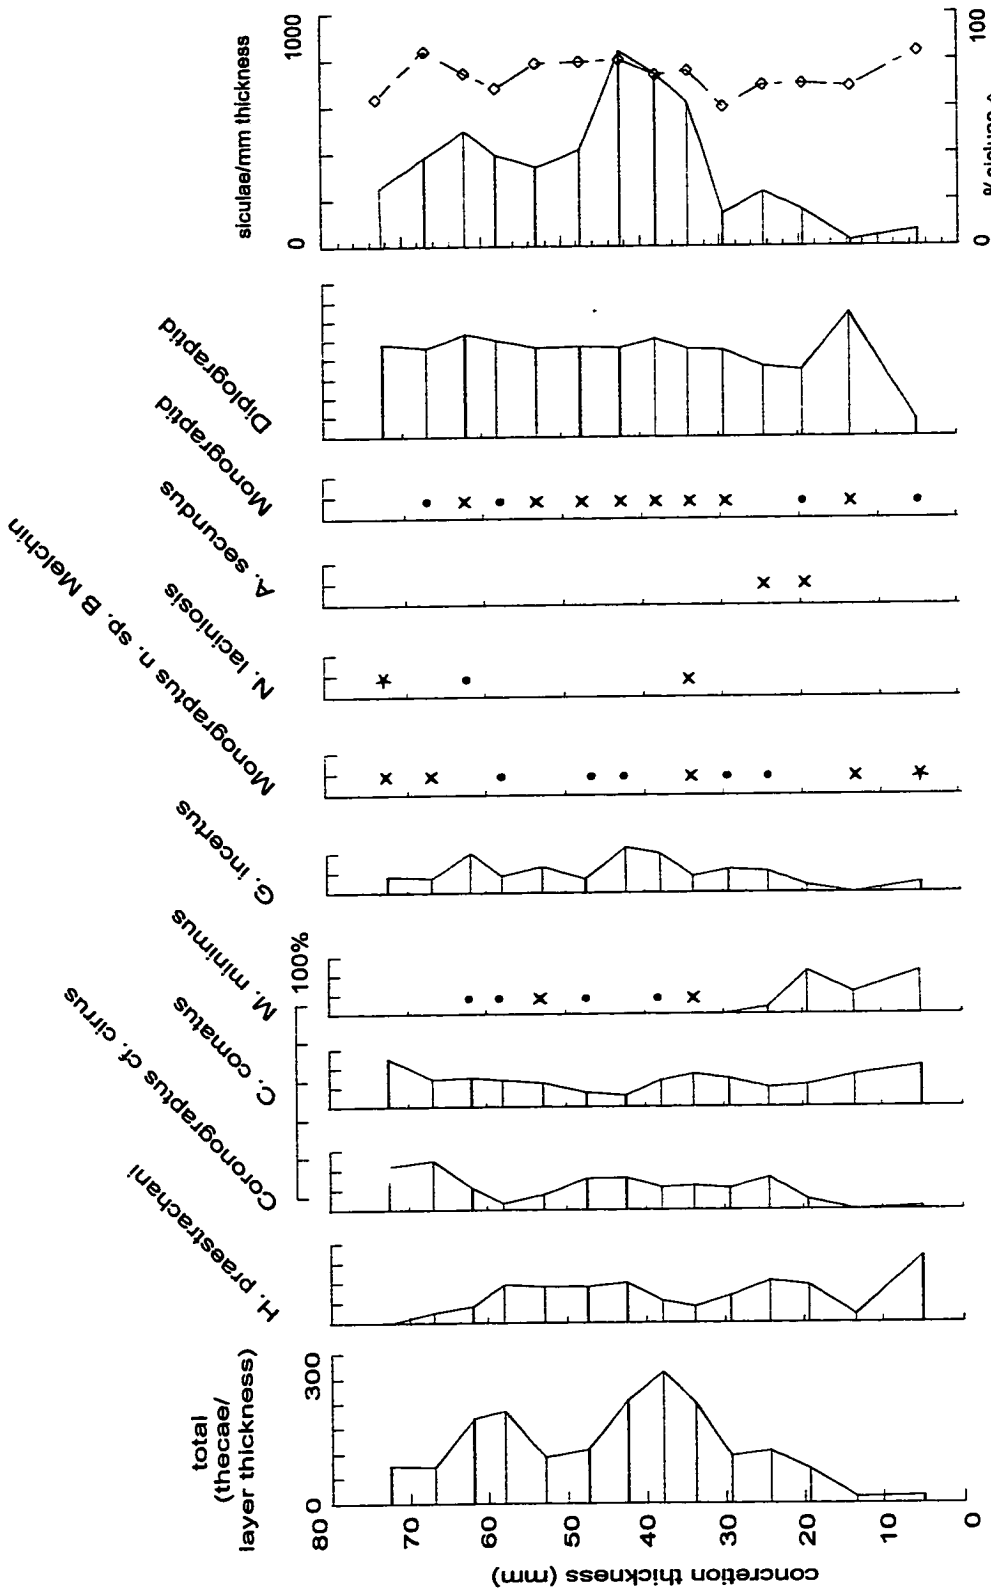 total
(thecae/
layer thickness)
0
300
H. praestrachani
Coronograptus cf. cirrus
C. comatus
M. minimus
100%
G. incertus
Monograptus n. sp. B Melchin
N. laciniosis
A. secundus
Monograptid
Diplograptid
siculae/mm thickness
0
1000
0
100
concretion thickness (mm)
80
70
60
50
40
30
20
10
0